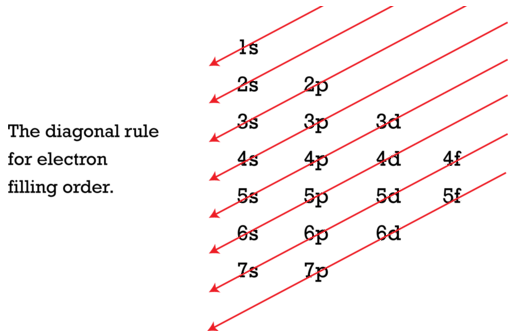 1s
2s 2p
3s 3p 3d
The diagonal rule
for electron
filling order.
4s 4p 4d 4f
5s 5p 5d 5f
6s 6p 6d
7s 7p